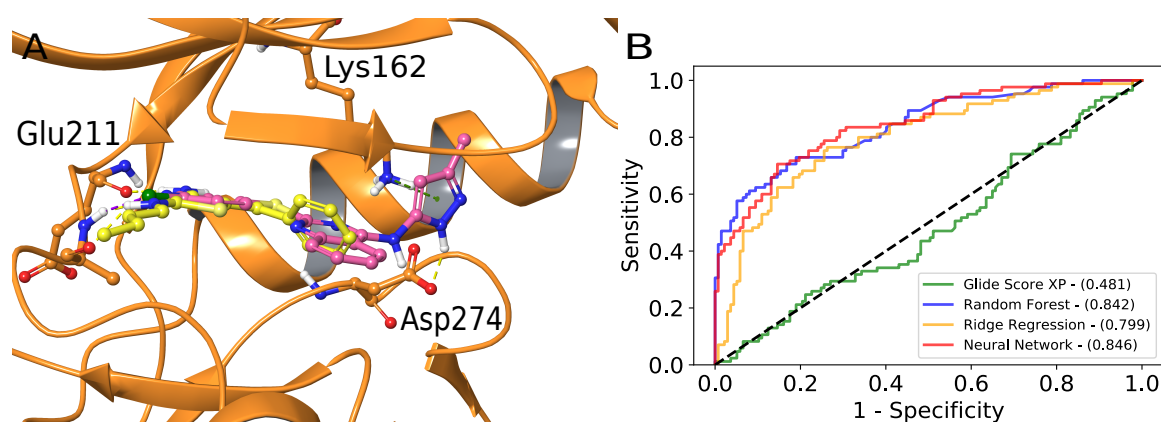 A
Lys162
Glu211
Asp274
B
Sensitivity
1.0
0.8
0.6
0.4
0.2
0.0
Glide Score XP - (0.481)
Random Forest - (0.842)
Ridge Regression - (0.799)
Neural Network - (0.846)
0.0 0.2 0.4 0.6 0.8 1.0
1 - Specificity